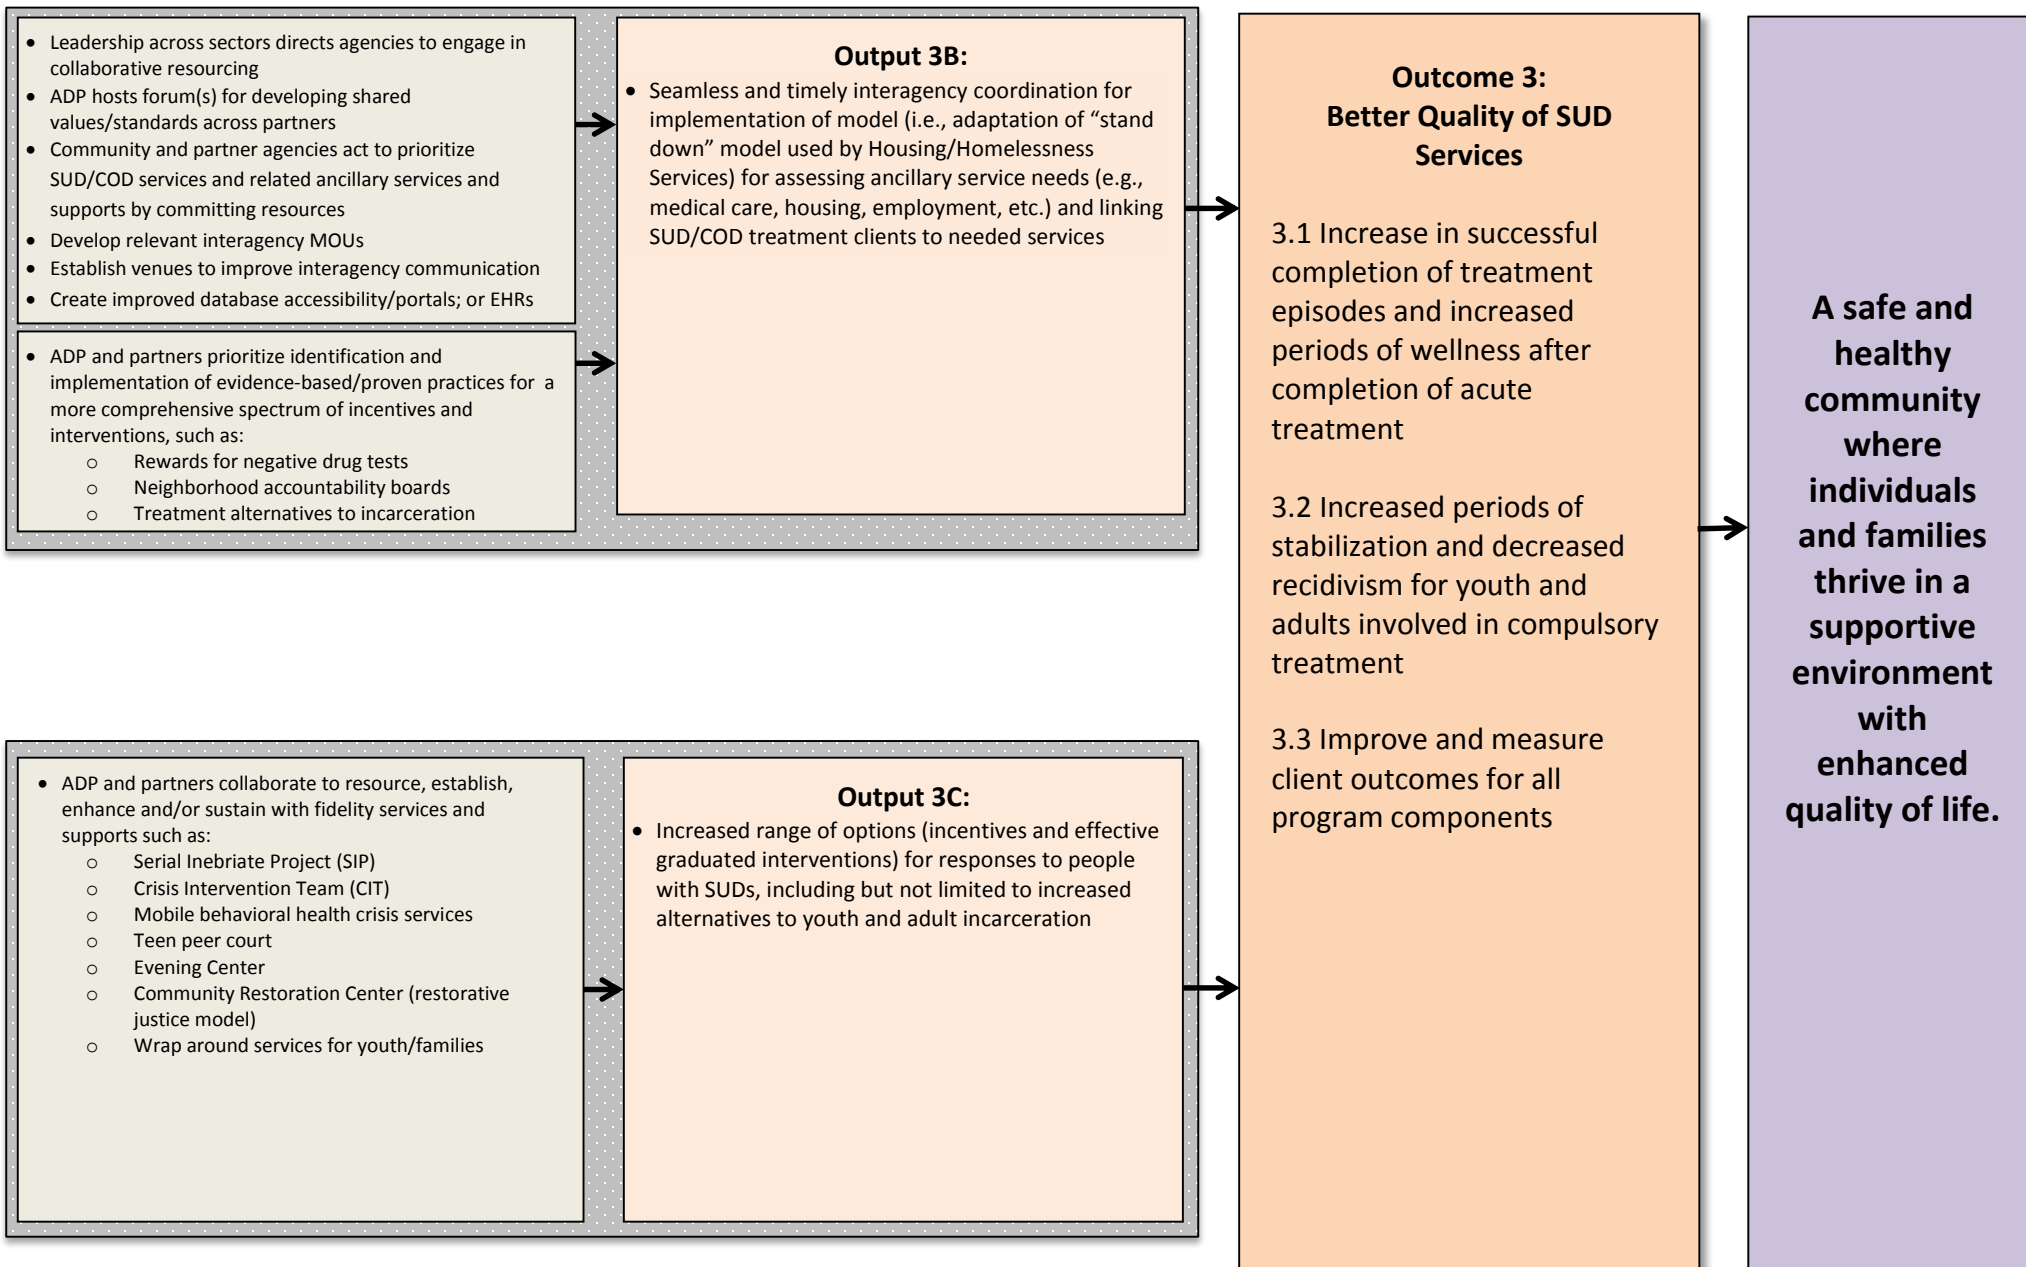 • Leadership across sectors directs agencies to engage in
collaborative resourcing
• ADP hosts forum(s) for developing shared
values/standards across partners
• Community and partner agencies act to prioritize
SUD/COD services and related ancillary services and
supports by committing resources
• Develop relevant interagency MOUs
• Establish venues to improve interagency communication
• Create improved database accessibility/portals; or EHRs
• ADP and partners prioritize identification and
implementation of evidence-based/proven practices for a
more comprehensive spectrum of incentives and
interventions, such as:
o Rewards for negative drug tests
o Neighborhood accountability boards
o Treatment alternatives to incarceration
Output 3B:
• Seamless and timely interagency coordination for
implementation of model (i.e., adaptation of “stand
down” model used by Housing/Homelessness
Services) for assessing ancillary service needs (e.g.,
medical care, housing, employment, etc.) and linking
SUD/COD treatment clients to needed services
• ADP and partners collaborate to resource, establish,
enhance and/or sustain with fidelity services and
supports such as:
o Serial Inebriate Project (SIP)
o Crisis Intervention Team (CIT)
o Mobile behavioral health crisis services
o Teen peer court
o Evening Center
o Community Restoration Center (restorative
justice model)
o Wrap around services for youth/families
Output 3C:
• Increased range of options (incentives and effective
graduated interventions) for responses to people
with SUDs, including but not limited to increased
alternatives to youth and adult incarceration
Outcome 3:
Better Quality of SUD
Services
3.1 Increase in successful
completion of treatment
episodes and increased
periods of wellness after
completion of acute
treatment
3.2 Increased periods of
stabilization and decreased
recidivism for youth and
adults involved in compulsory
treatment
3.3 Improve and measure
client outcomes for all
program components
A safe and
healthy
community
where
individuals
and families
thrive in a
supportive
environment
with
enhanced
quality of life.